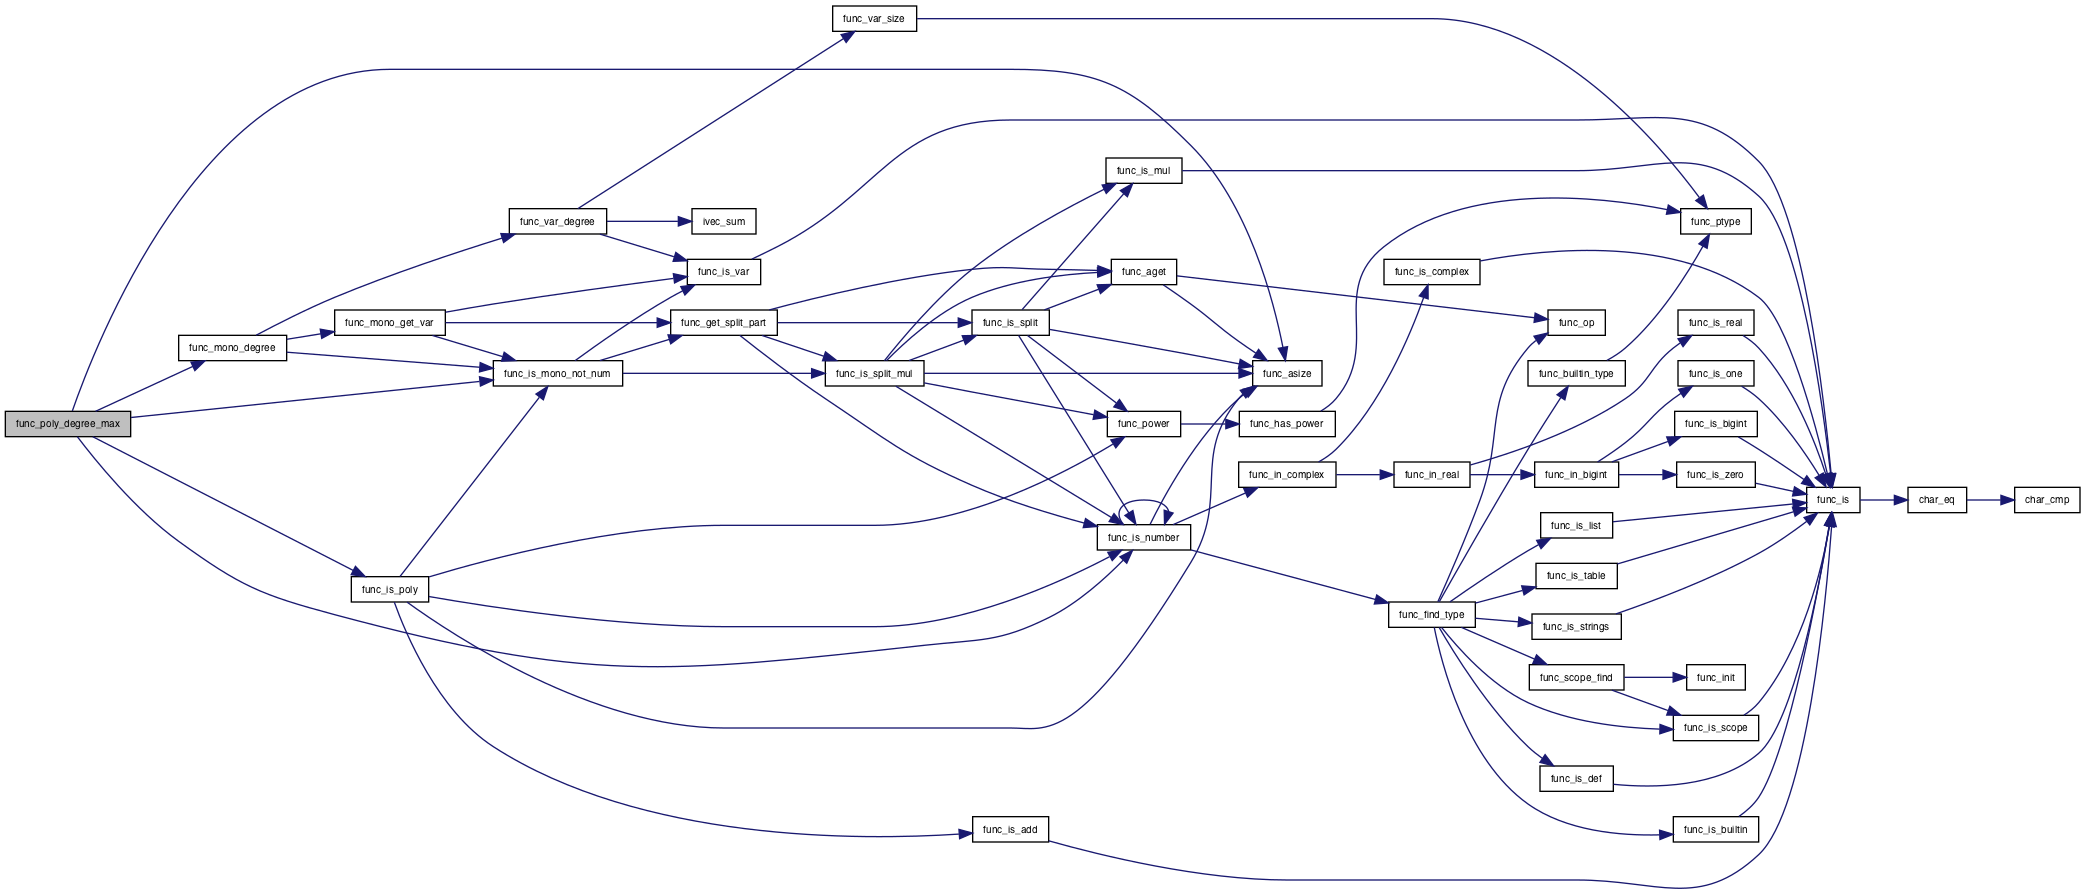 func_var_size
func_is_mul
func_var_degree
ivec_sum
func_ptype
func_is_var
func_aget
func_is_complex
func_mono_get_var
func_get_split_part
func_is_split
func_op
func_is_real
func_mono_degree
func_is_mono_not_num
func_is_split_mul
func_asize
func_builtin_type
func_is_one
func_poly_degree_max
func_power
func_has_power
func_is_bigint
func_in_complex
func_in_real
func_in_bigint
func_is_zero
func_is
char_eq
char_cmp
func_is_list
func_is_number
func_is_poly
func_is_table
func_find_type
func_is_strings
func_scope_find
func_init
func_is_scope
func_is_def
func_is_add
func_is_builtin